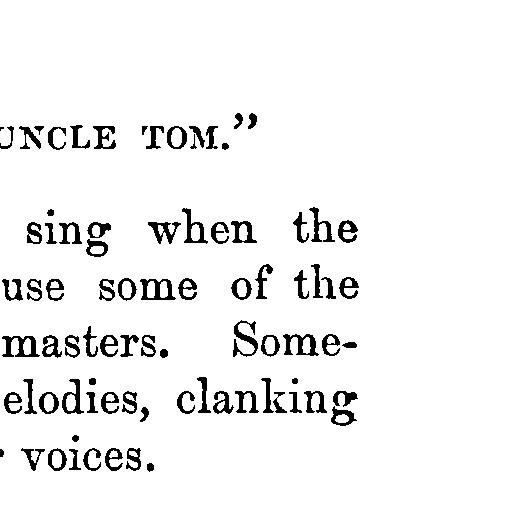 UNCLE TOM.”
sing when the
use some of the
masters. Some-
elodies, clanking
voices.